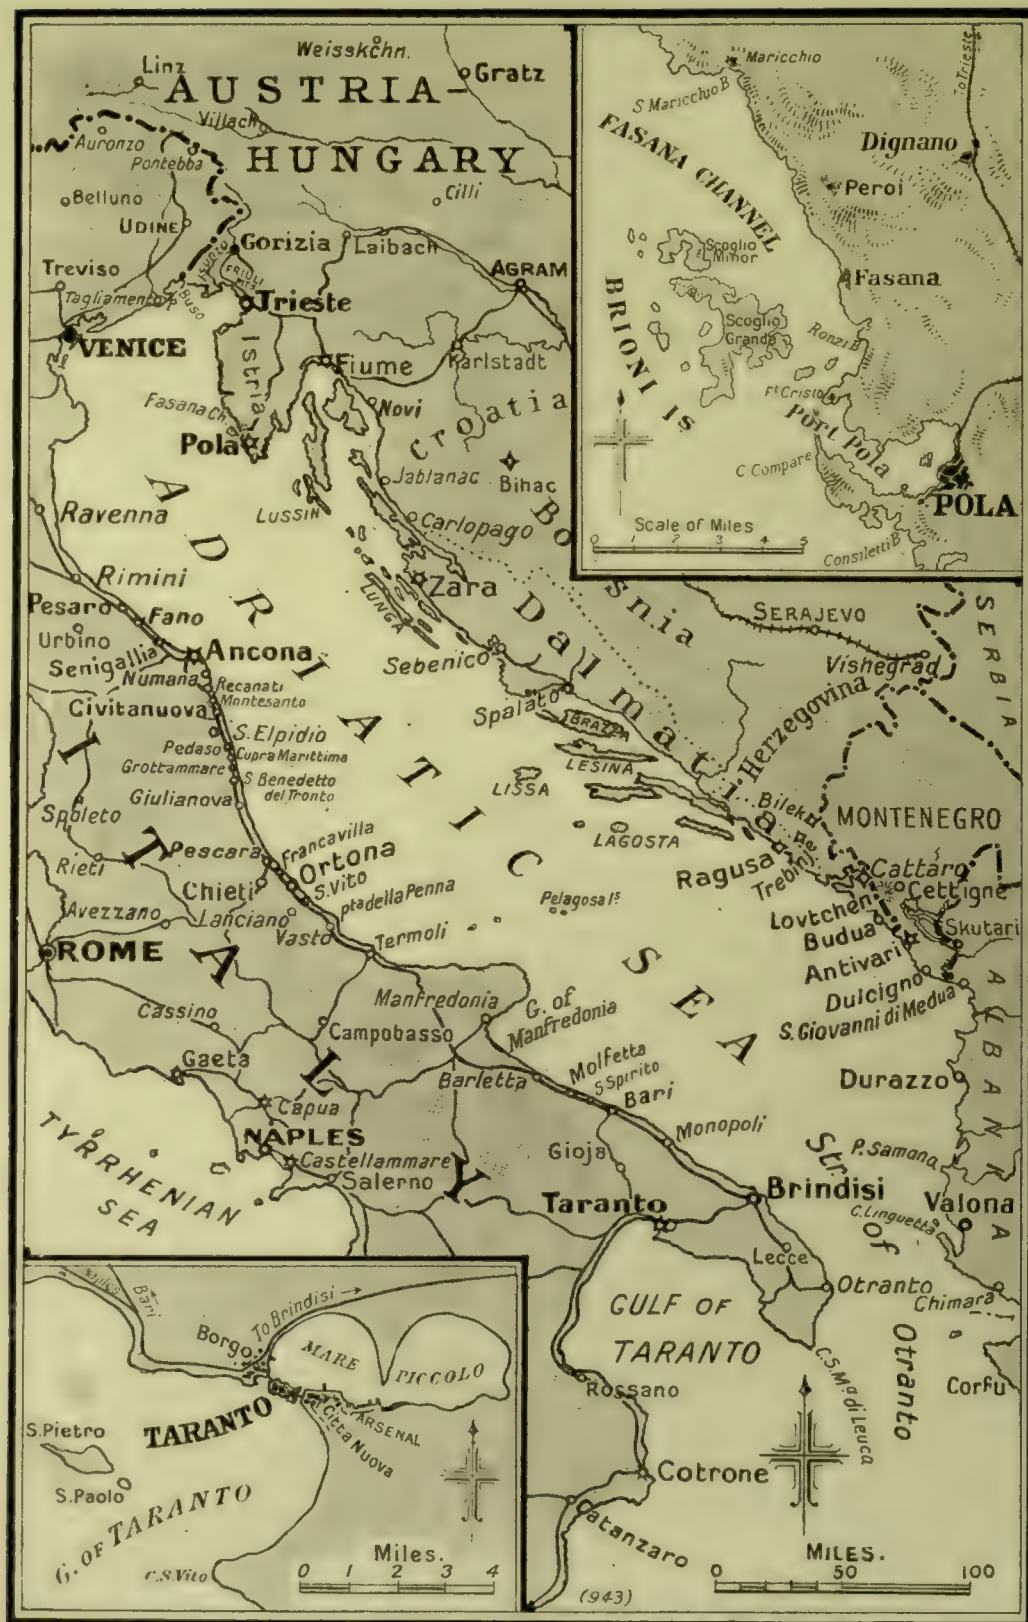 Weisskchn.
Linz
Gratz
AUSTRIA-
HUNGARY
Villach
Auronzo
Pontebba
Belluno
Cilli
UDINE
Gorizia
Laibach
ISONZO
FRIULI
Treviso
AGRAM
Tagliamento
Buso
Trieste
VENICE
Istria
Fiume
Karlstadt
Fasana Ch.
Novi
Croatia
Pola
Jablanac
Bihac
LUSSIN
Carlopago
Bosnia
Ravenna
Rimini
Zara
LUNGA
Dalmatia
Pesaro
Fano
Urbino
Senigallia
Ancona
Numana
Recanati
Montesanto
Civitanuova
S. Elpidio
Pedaso
Cupra Marittima
Grottammare
S Benedetto
del Tronto
Giulianova
Sebenico
Spalato
BRAZZA
LESINA
LISSA
LAGOSTA
SERAJEVO
Vishegrad
SERBIA
Herzegovina
Bilek
MONTENEGRO
Ragusa
Trebinj
Cattaro
Cettigne
Lovtchen
Budua
Skutari
Antivari
Dulcigno
S. Giovanni di Medua
ALBANIA
Spoleto
Rieti
Pescara
Francavilla
Ortona
S. Vito
Chieti
pta della Penna
Lanciano
Avezzano
Vasto
Termoli
Pelagosa Is.
ROME
ITALY
ADRIATIC SEA
Cassino
Manfredonia
G. of
Manfredonia
Campobasso
Gaeta
Barletta
Molfetta
S Spirito
Bari
Capua
NAPLES
Castellammare
Salerno
Monopoli
Gioja
TYRRHENIAN
SEA
Durazzo
P. Samana
Taranto
Brindisi
Valona
C. Linguetta
Lecce
Otranto
Chimara
Str. of Otranto
GULF OF
TARANTO
C.S. Ma. di Leuca
Corfu
Rossano
Cotrone
Catanzaro
MILES.
0 50 100
(943)
Maricchio
S Maricchio B
FASANA CHANNEL
To Trieste
Dignano
Peroi
Scoglio
Minor
Fasana
BRIONI IS
Scoglio
Grande
Ronzi B
Ft. Cristo
Port Pola
C Compare
POLA
Scale of Miles
0 1 2 3 4 5
Consiletti B
Naples
Bari
To Brindisi
Borgo
MARE
PICCOLO
TARANTO
ARSENAL
Citta Nuova
S. Pietro
S. Paolo
G. OF TARANTO
C.S. Vito
Miles.
0 1 2 3 4